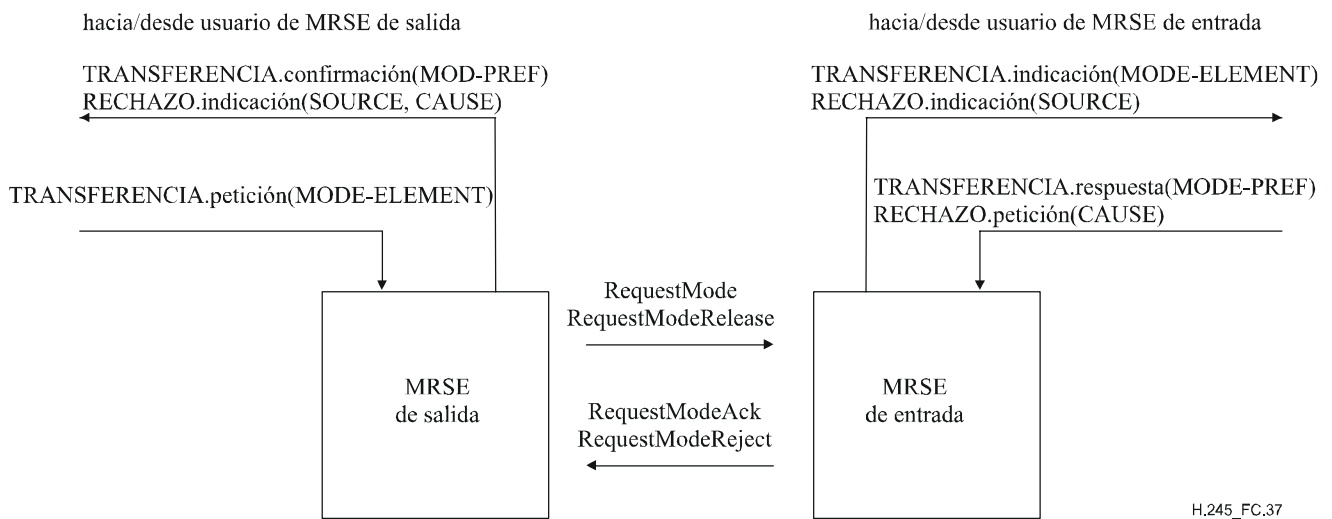 hacia/desde usuario de MRSE de salida
hacia/desde usuario de MRSE de entrada
TRANSFERENCIA.confirmación(MOD-PREF)
RECHAZO.indicación(SOURCE, CAUSE)
TRANSFERENCIA.indicación(MODE-ELEMENT)
RECHAZO.indicación(SOURCE)
TRANSFERENCIA.petición(MODE-ELEMENT)
TRANSFERENCIA.respuesta(MODE-PREF)
RECHAZO.petición(CAUSE)
RequestMode
RequestModeRelease
MRSE
de salida
RequestModeAck
RequestModeReject
MRSE
de entrada
H.245_FC.37